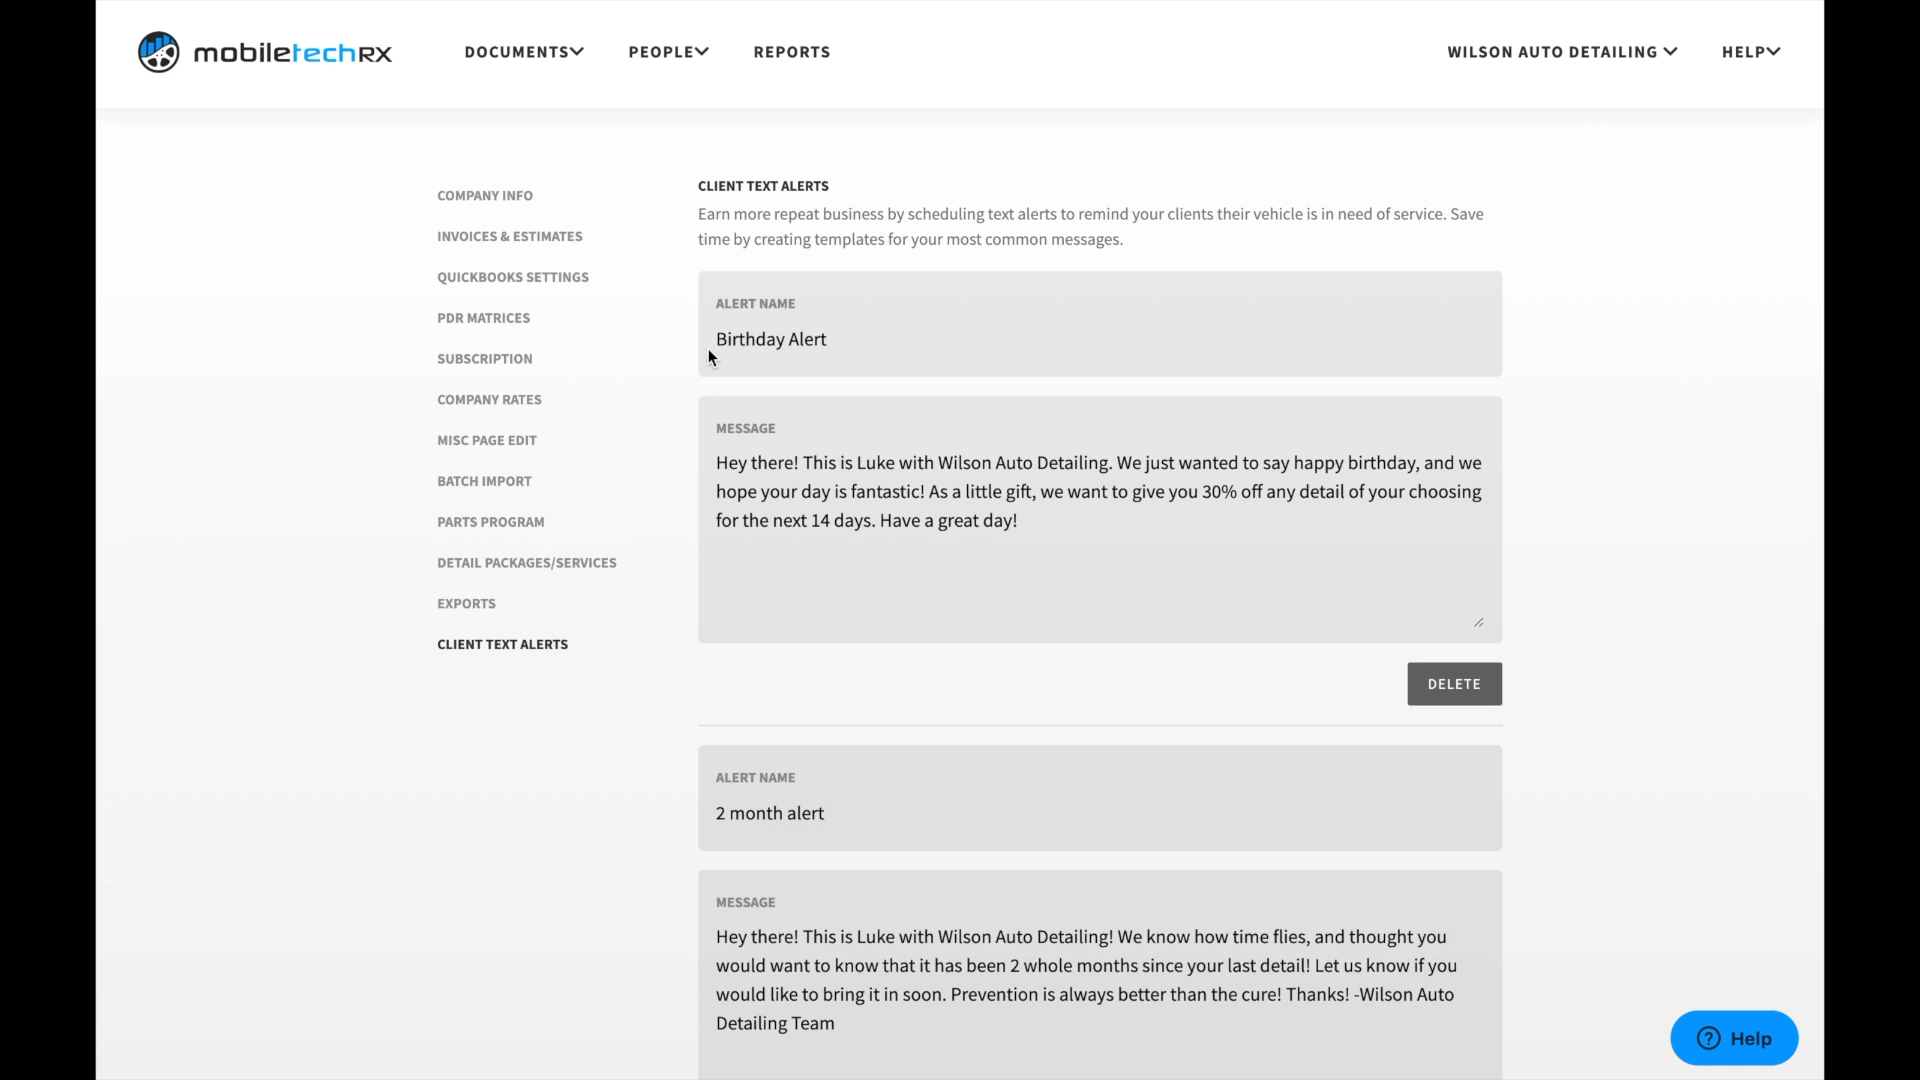 mobiletechRX
DOCUMENTS
PEOPLE
REPORTS
WILSON AUTO DETAILING
HELP
COMPANY INFO
INVOICES & ESTIMATES
QUICKBOOKS SETTINGS
PDR MATRICES
SUBSCRIPTION
COMPANY RATES
MISC PAGE EDIT
BATCH IMPORT
PARTS PROGRAM
DETAIL PACKAGES/SERVICES
EXPORTS
CLIENT TEXT ALERTS
CLIENT TEXT ALERTS
Earn more repeat business by scheduling text alerts to remind your clients their vehicle is in need of service. Save
time by creating templates for your most common messages.
ALERT NAME
Birthday Alert
MESSAGE
Hey there! This is Luke with Wilson Auto Detailing. We just wanted to say happy birthday, and we
hope your day is fantastic! As a little gift, we want to give you 30% off any detail of your choosing
for the next 14 days. Have a great day!
DELETE
ALERT NAME
2 month alert
MESSAGE
Hey there! This is Luke with Wilson Auto Detailing! We know how time flies, and thought you
would want to know that it has been 2 whole months since your last detail! Let us know if you
would like to bring it in soon. Prevention is always better than the cure! Thanks! -Wilson Auto
Detailing Team
? Help